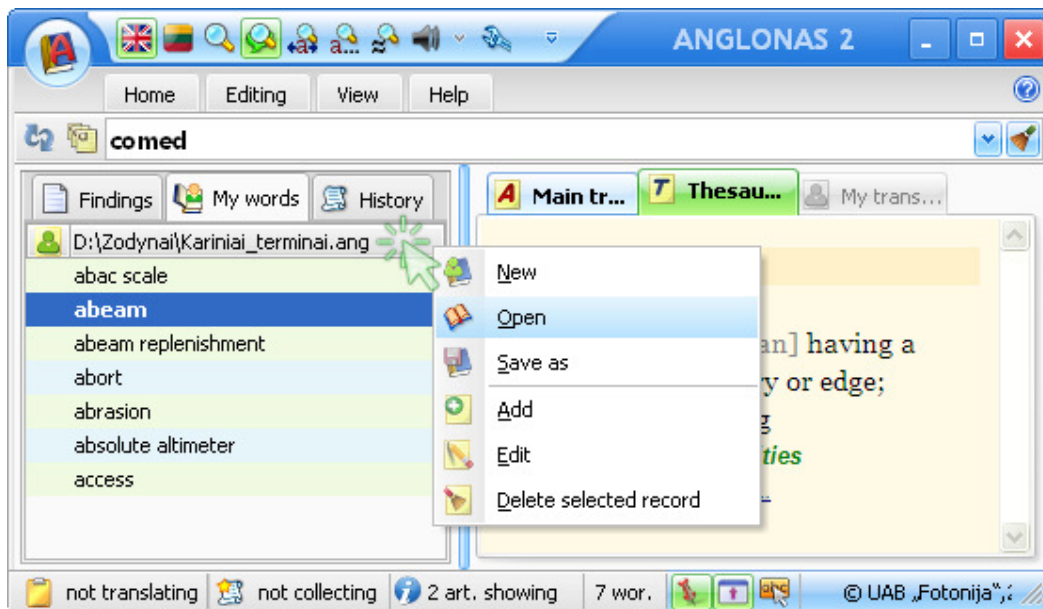 ANGLONAS 2
Home Editing View Help
comed
Findings My words History
A Main tr... T Thesau... My trans...
D:\Zodynai\Kariniai_terminai.ang
abac scale
abeam
abeam replenishment
abort
abrasion
absolute altimeter
access
New
Open
Save as
Add
Edit
Delete selected record
an] having a
y or edge;
g
ties
not translating not collecting 2 art. showing 7 wor. © UAB „Fotonija“,